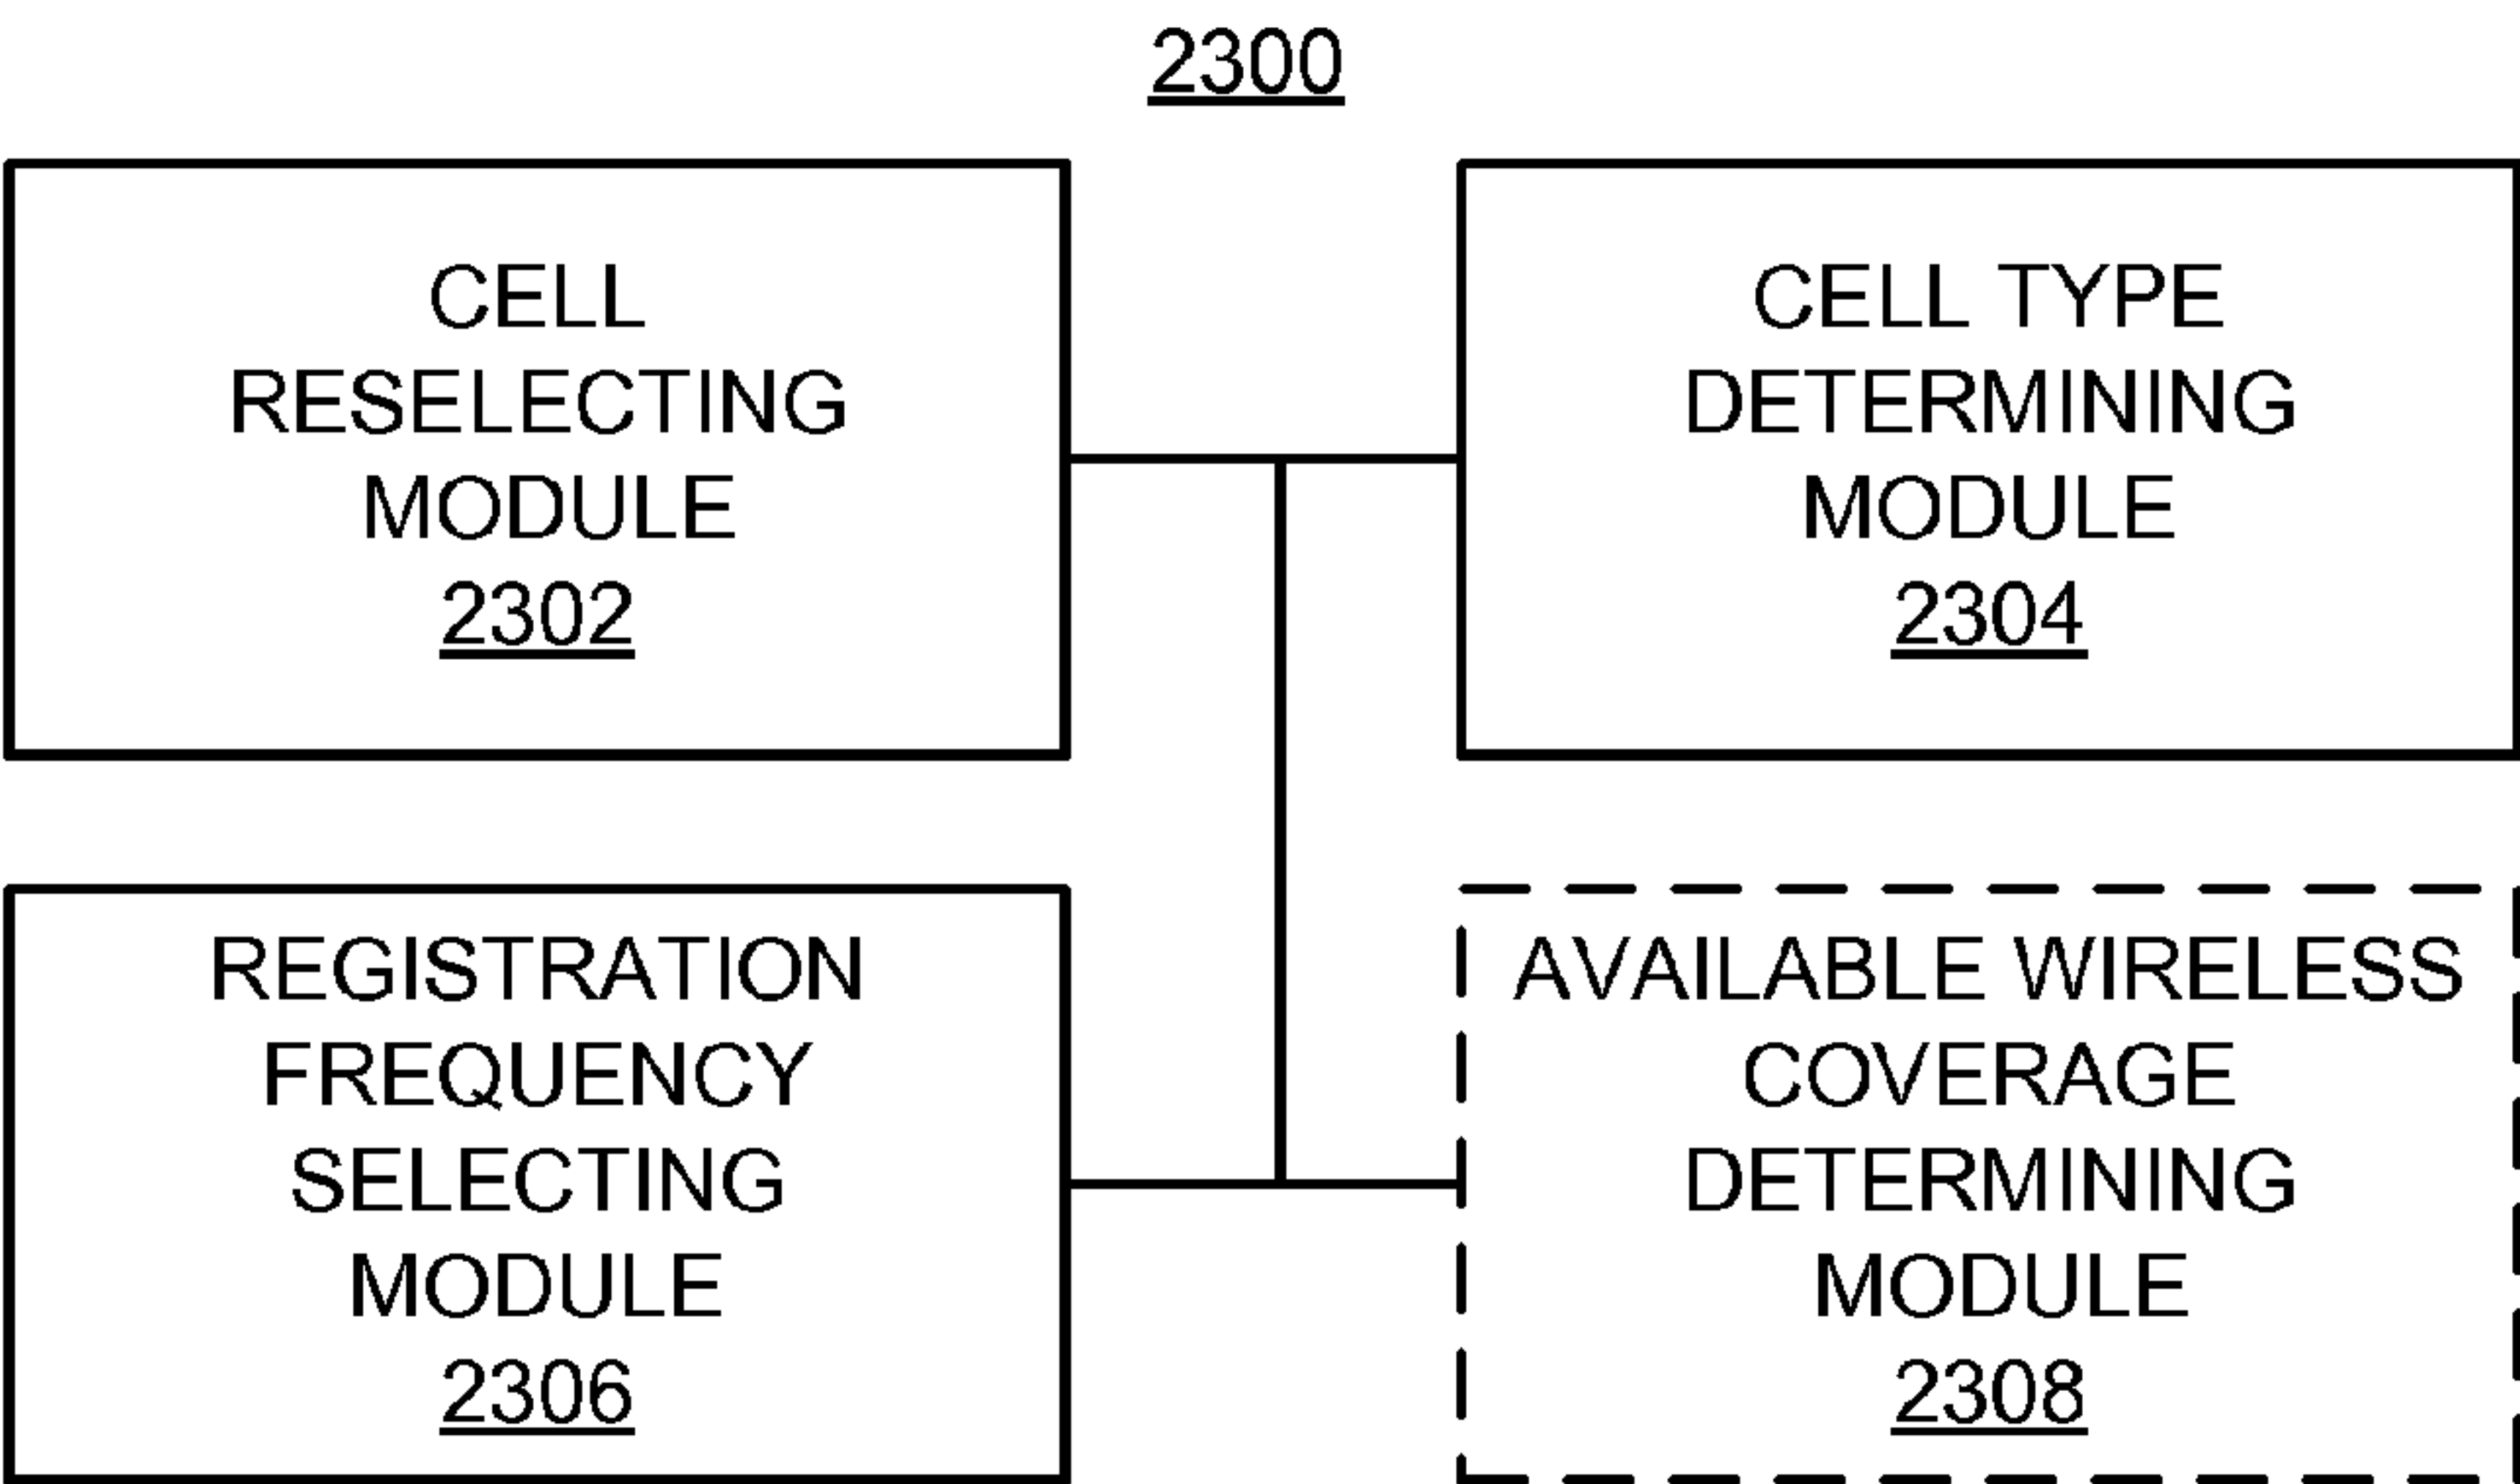 2300
CELL
RESELECTING
MODULE
2302
CELL TYPE
DETERMINING
MODULE
2304
REGISTRATION
FREQUENCY
SELECTING
MODULE
2306
AVAILABLE WIRELESS
COVERAGE
DETERMINING
MODULE
2308